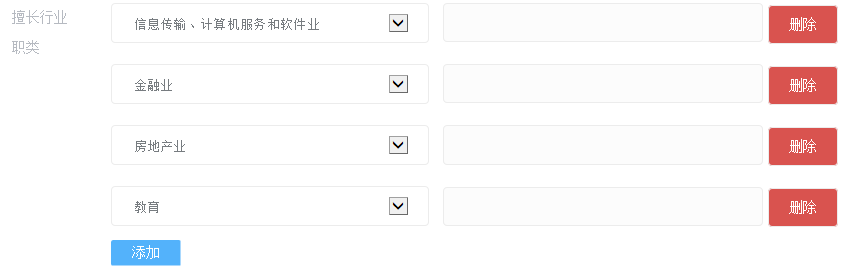 擅长行业
职类
信息传输、计算机服务和软件业
删除
金融业
删除
房地产业
删除
教育
删除
添加